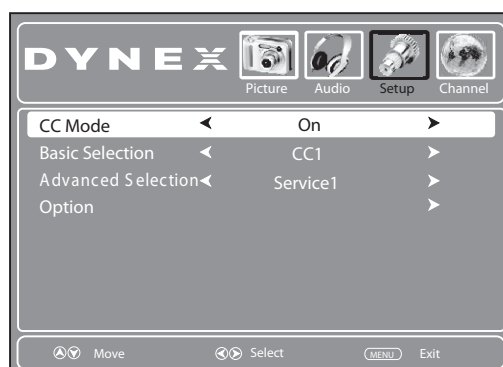 DYNEX
Picture Audio Setup Channel
CC Mode On
Basic Selection CC1
Advanced Selection Service1
Option
Move Select MENU Exit